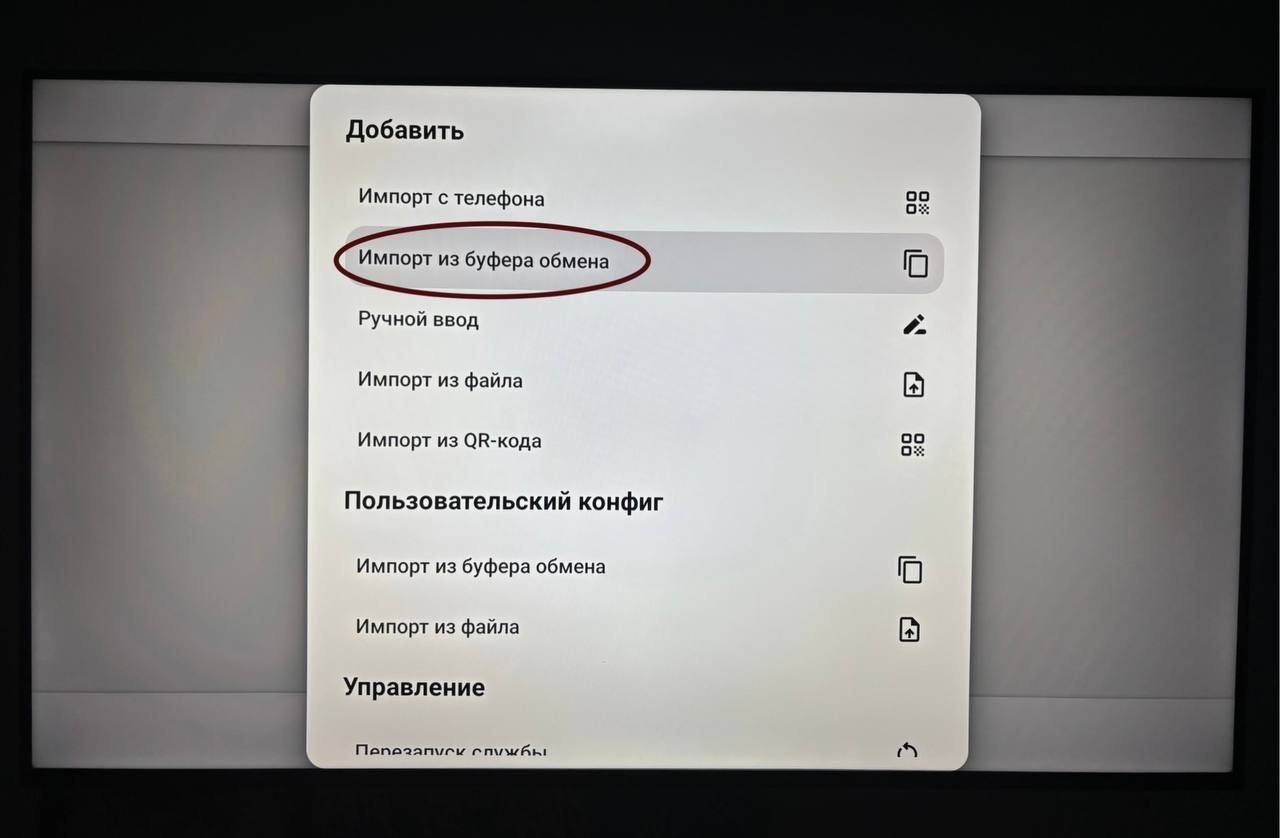 Добавить
Импорт с телефона
Импорт из буфера обмена
Ручной ввод
Импорт из файла
Импорт из QR-кода
Пользовательский конфиг
Импорт из буфера обмена
Импорт из файла
Управление
Перезапуск службы